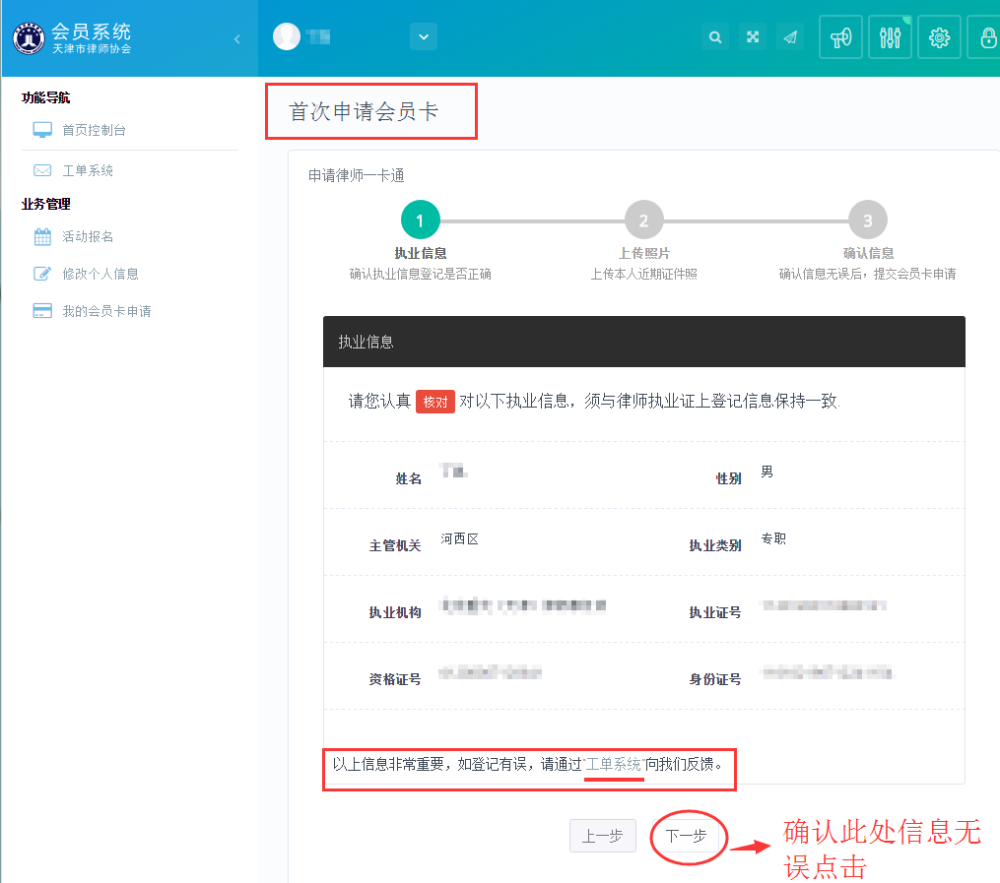 会员系统
天津市律师协会
功能导航
首页控制台
工单系统
业务管理
活动报名
修改个人信息
我的会员卡申请
首次申请会员卡
申请律师一卡通
1 2 3
执业信息 上传照片 确认信息
确认执业信息登记是否正确 上传本人近期证件照 确认信息无误后，提交会员卡申请
执业信息
请您认真 核对 对以下执业信息，须与律师执业证上登记信息保持一致.
姓名 性别 男
主管机关 河西区 执业类别 专职
执业机构 执业证号
资格证号 身份证号
以上信息非常重要，如登记有误，请通过"工单系统"向我们反馈。
上一步 下一步
确认此处信息无
误点击